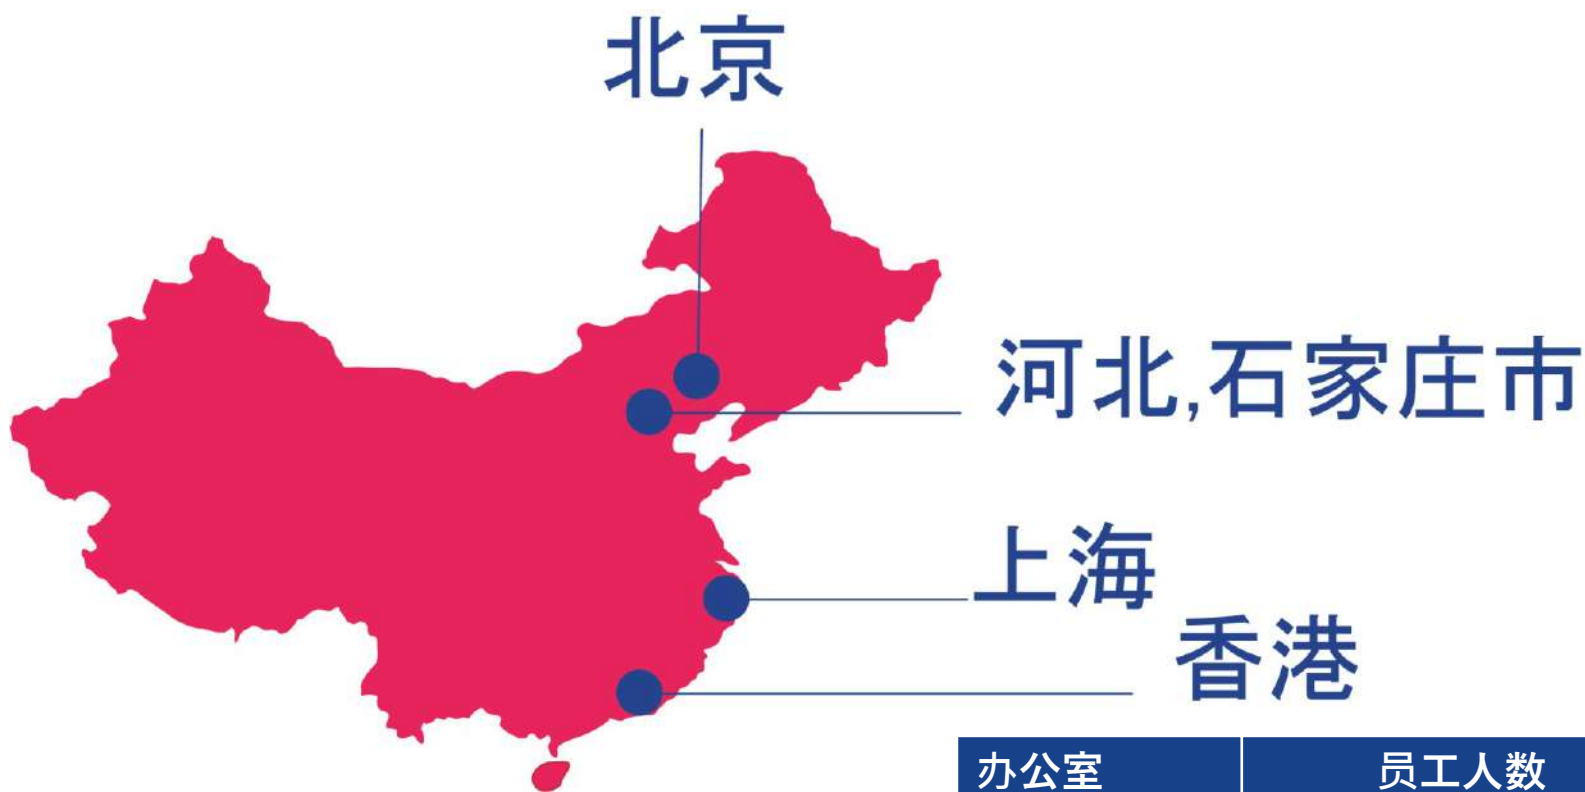 北京
河北,石家庄市
上海
香港
办公室 员工人数